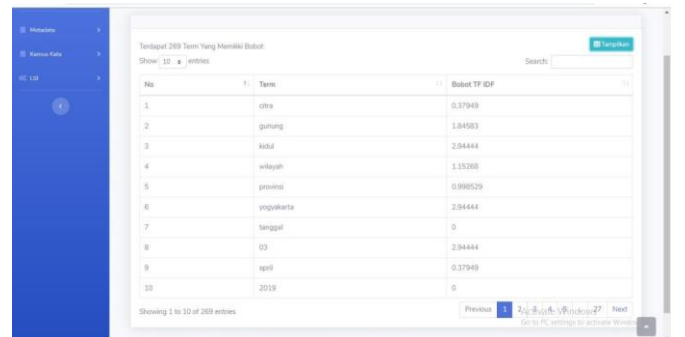 Metadata
Kamus Kata
LSI
Terdapat 269 Term Yang Memiliki Bobot
Tampilkan
Show 10 entries
Search:
No Term Bobot TF IDF
1 citra 0.37949
2 gunung 1.84583
3 kidul 2.94444
4 wilayah 1.15268
5 provinsi 0.998529
6 yogyakarta 2.94444
7 tanggal 0
8 03 2.94444
9 april 0.37949
10 2019 0
Showing 1 to 10 of 269 entries
Previous 1 2 3 4 5 ... 27 Next
Activate Windows
Go to PC settings to activate Windows